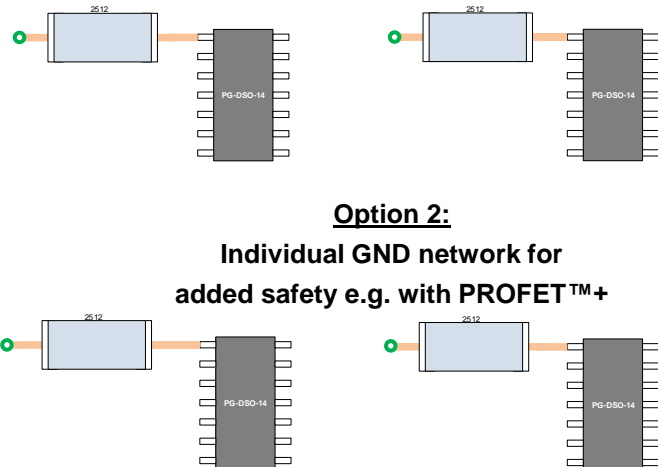 2512
2512
PG-DSO-14
PG-DSO-14
Option 2:
Individual GND network for
added safety e.g. with PROFET™+
2512
2512
PG-DSO-14
PG-DSO-14